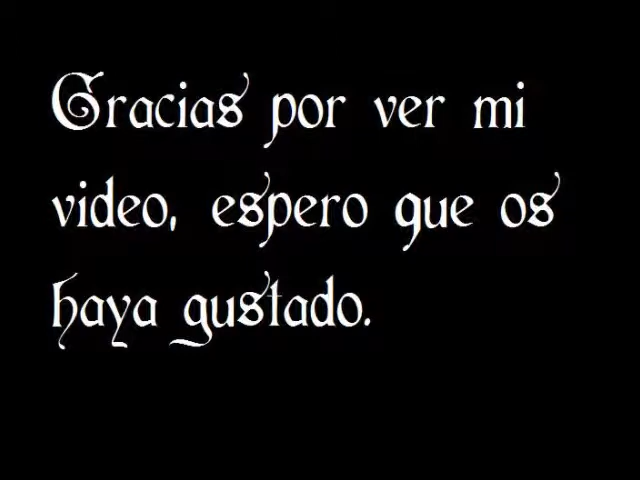 Gracias por ver mi
video, espero que os
haya gustado.